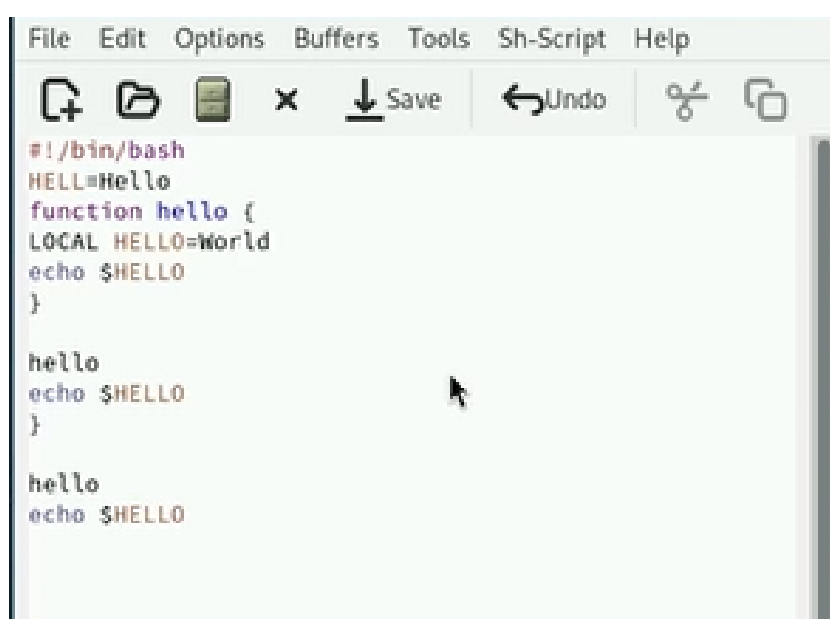 File Edit Options Buffers Tools Sh-Script Help
Save Undo
#!/bin/bash
HELL=Hello
function hello {
LOCAL HELLO=World
echo $HELLO
}
hello
echo $HELLO
}
hello
echo $HELLO